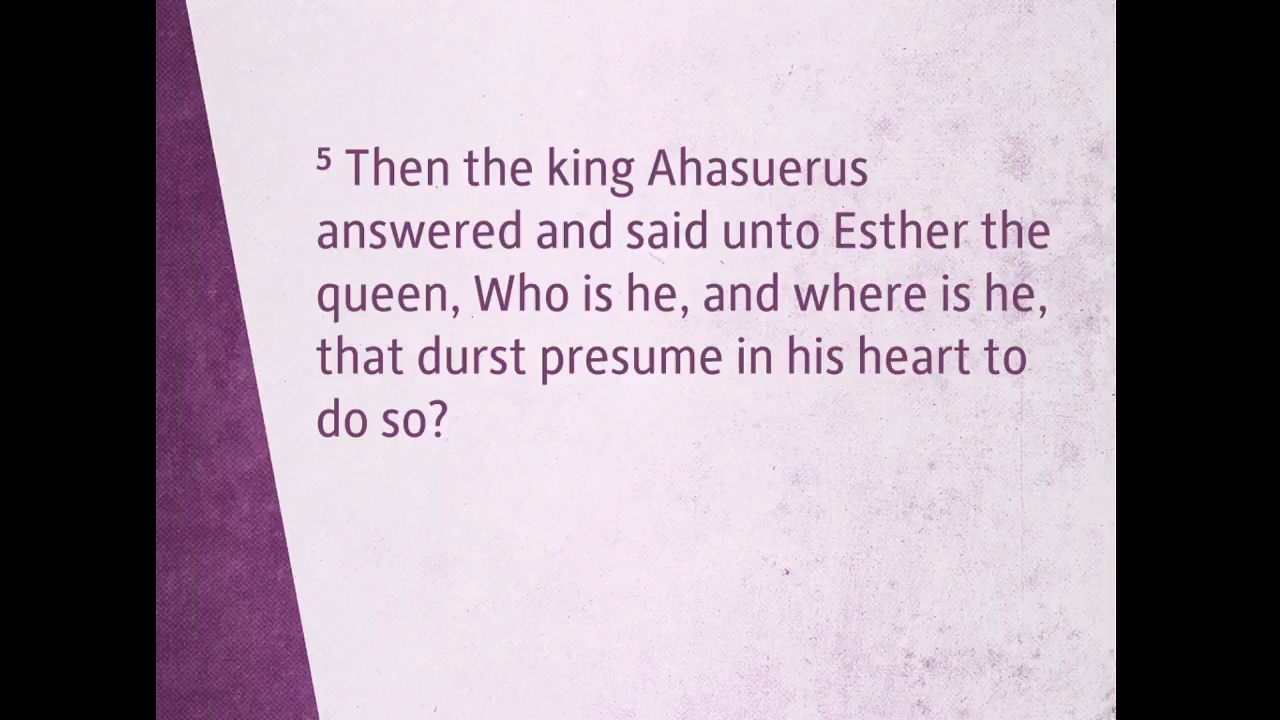 ⁵ Then the king Ahasuerus
answered and said unto Esther the
queen, Who is he, and where is he,
that durst presume in his heart to
do so?